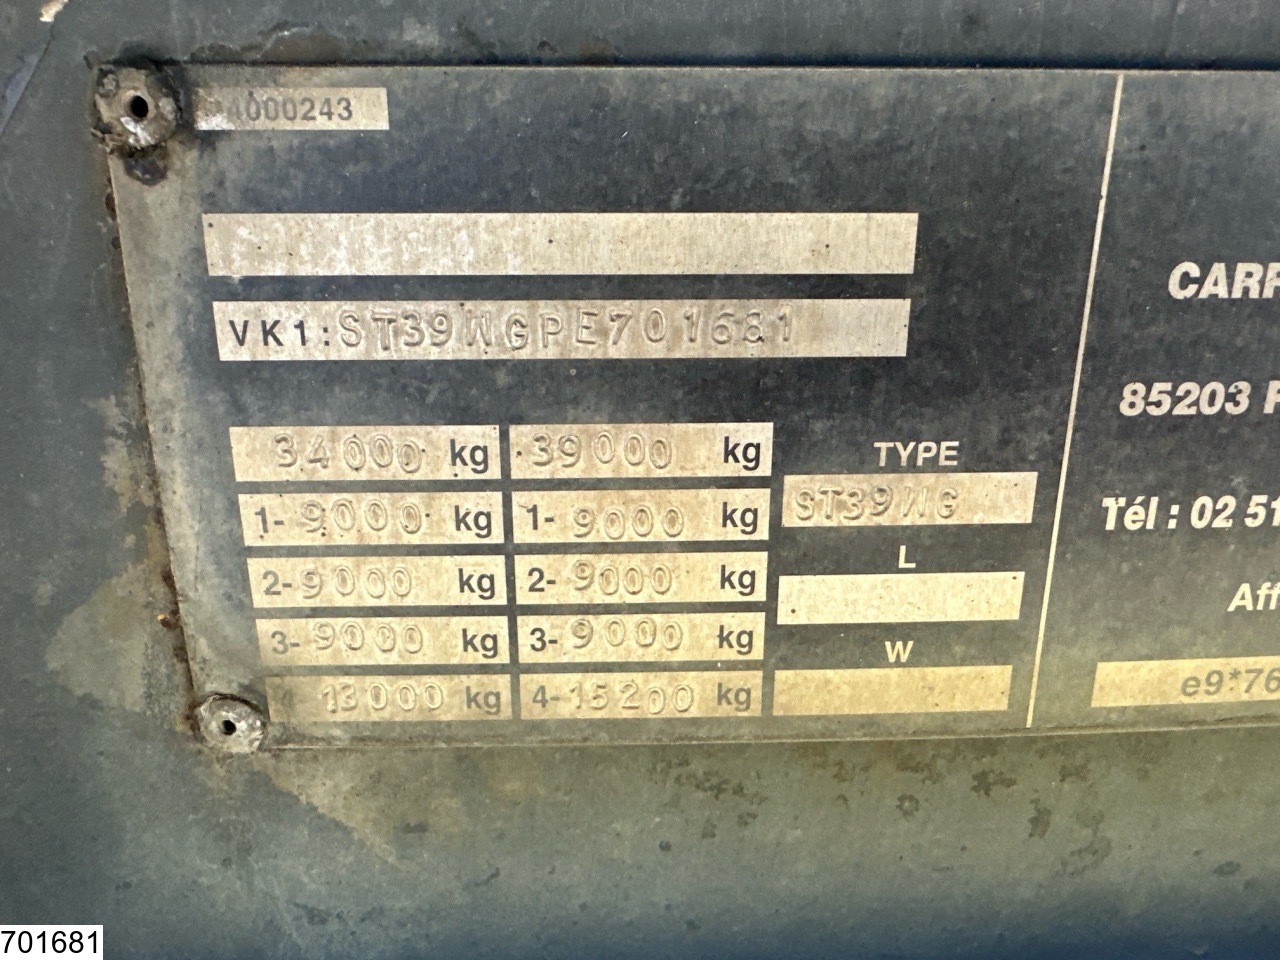 4000243
VK1: ST39WGPE701681
34000 kg 39000 kg
1- 9000 kg 1- 9000 kg
2- 9000 kg 2- 9000 kg
3- 9000 kg 3- 9000 kg
4 13000 kg 4- 15200 kg
TYPE
ST39WG
L
W
CARF
85203
Tél : 02 51
Aff
e9*76
701681